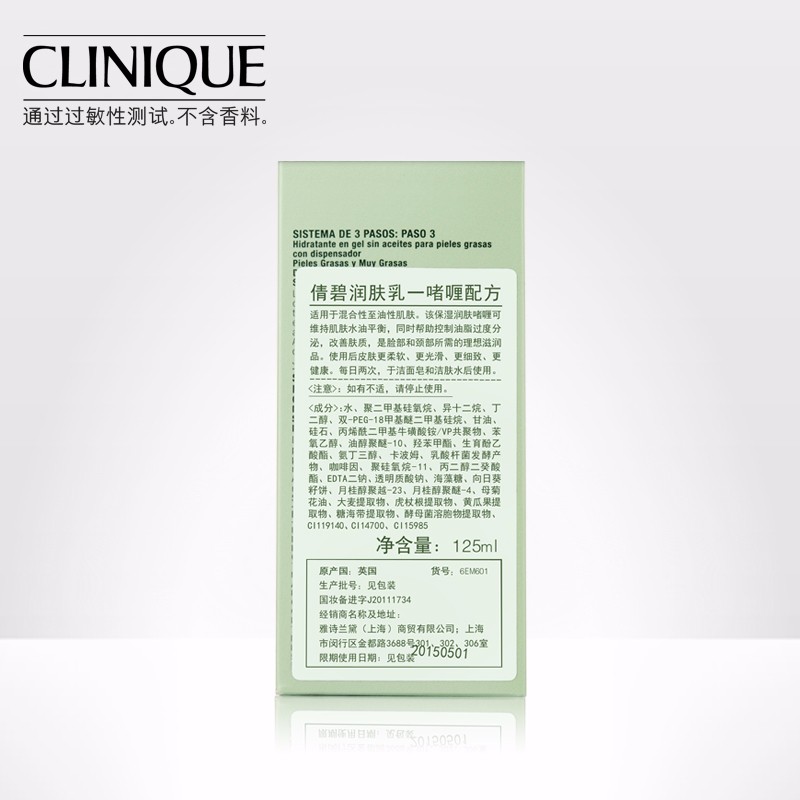 CLINIQUE
通过过敏性测试。不含香料。
SISTEMA DE 3 PASOS: PASO 3
Hidratante en gel sin aceites para pieles grasas
con dispensador
Pieles Grasas y Muy Grasas
倩碧润肤乳一啫喱配方
适用于混合性至油性肌肤。该保湿润肤啫喱可
维持肌肤水油平衡，同时帮助控制油脂过度分
泌，改善肤质，是脸部和颈部所需的理想滋润
品。使用后皮肤更柔软、更光滑、更细致、更
健康。每日两次，于洁面皂和洁肤水后使用。
<注意>：如有不适，请停止使用。
<成分>：水、聚二甲基硅氧烷、异十二烷、丁
二醇、双-PEG-18甲基醚二甲基硅烷、甘油、
硅石、丙烯酰二甲基牛磺酸铵/VP共聚物、苯
氧乙醇、油醇聚醚-10、羟苯甲酯、生育酚乙
酸酯、氨丁三醇、卡波姆、乳酸杆菌发酵产
物、咖啡因、聚硅氧烷-11、丙二醇二癸酸
酯、EDTA二钠、透明质酸钠、海藻糖、向日葵
籽饼、月桂醇聚越-23、月桂醇聚醚-4、母菊
花油、大麦提取物、虎杖根提取物、黄瓜果提
取物、糖海带提取物、酵母菌溶胞物提取物、
CI119140、CI14700、CI15985
净含量：125ml
原产国：英国 货号：6EM601
生产批号：见包装
国妆备进字J20111734
经销商名称及地址：
雅诗兰黛（上海）商贸有限公司；上海
市闵行区金都路3688号301、302、306室
限期使用日期：见包装
20150501